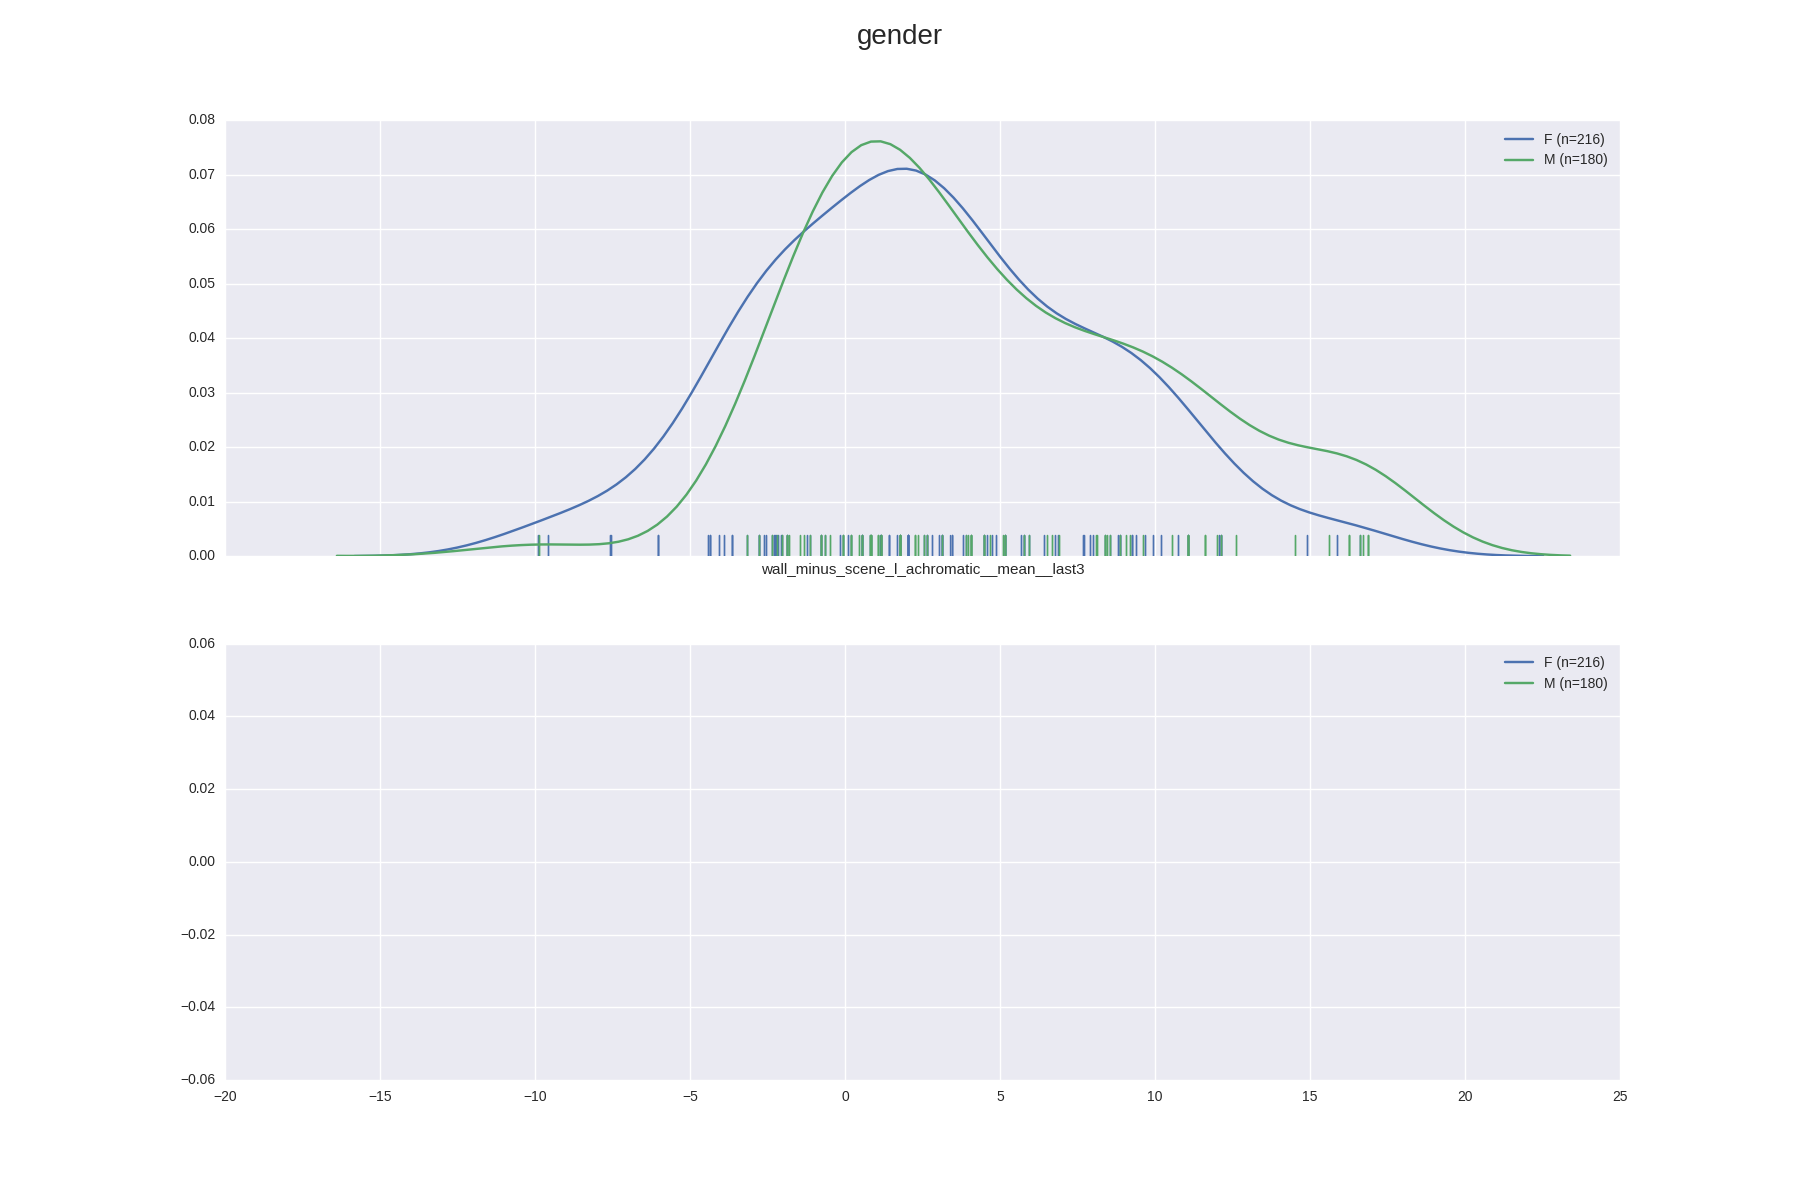 gender
0.08
0.07
0.06
0.05
0.04
0.03
0.02
0.01
0.00
F (n=216)
M (n=180)
wall_minus_scene_l_achromatic__mean__last3
0.06
0.04
0.02
0.00
−0.02
−0.04
−0.06
F (n=216)
M (n=180)
−20 −15 −10 −5 0 5 10 15 20 25